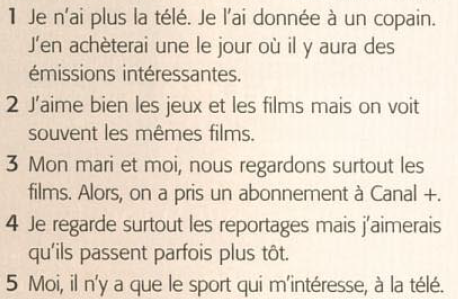 1 Je n'ai plus la télé. Je l'ai donnée à un copain.
J'en achèterai une le jour où il y aura des
émissions intéressantes.
2 J'aime bien les jeux et les films mais on voit
souvent les mêmes films.
3 Mon mari et moi, nous regardons surtout les
films. Alors, on a pris un abonnement à Canal +.
4 Je regarde surtout les reportages mais j'aimerais
qu'ils passent parfois plus tôt.
5 Moi, il n'y a que le sport qui m'intéresse, à la télé.